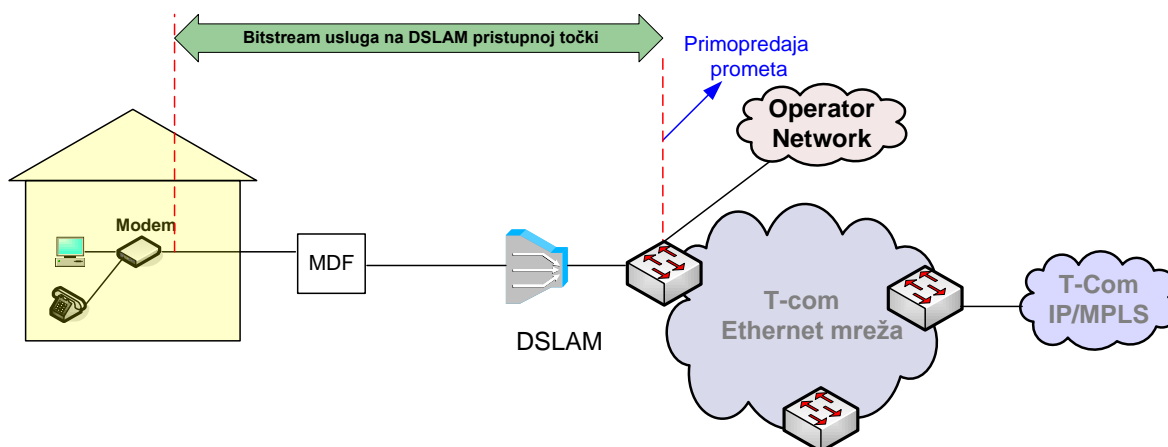 Bitstream usluga na DSLAM pristupnoj točki
Primopredaja
prometa
Operator
Network
Modem
MDF
DSLAM
T-com
Ethernet mreža
T-Com
IP/MPLS